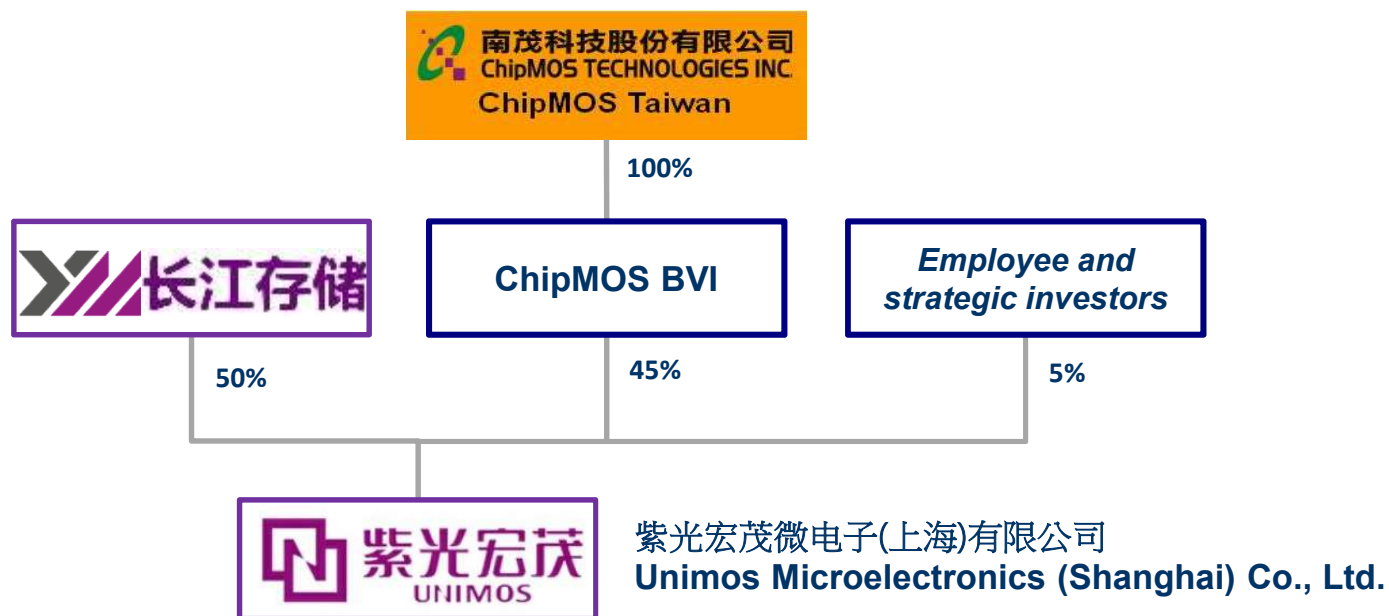 南茂科技股份有限公司
ChipMOS TECHNOLOGIES INC.
ChipMOS Taiwan
100%
长江存储
ChipMOS BVI
Employee and
strategic investors
50%
45%
5%
紫光宏茂
UNIMOS
紫光宏茂微电子(上海)有限公司
Unimos Microelectronics (Shanghai) Co., Ltd.